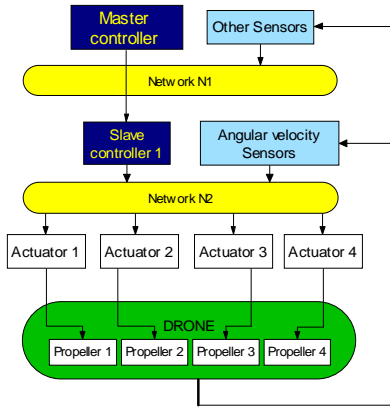 Master
controller
Other Sensors
Network N1
Slave
controller 1
Angular velocity
Sensors
Network N2
Actuator 1
Actuator 2
Actuator 3
Actuator 4
DRONE
Propeller 1
Propeller 2
Propeller 3
Propeller 4